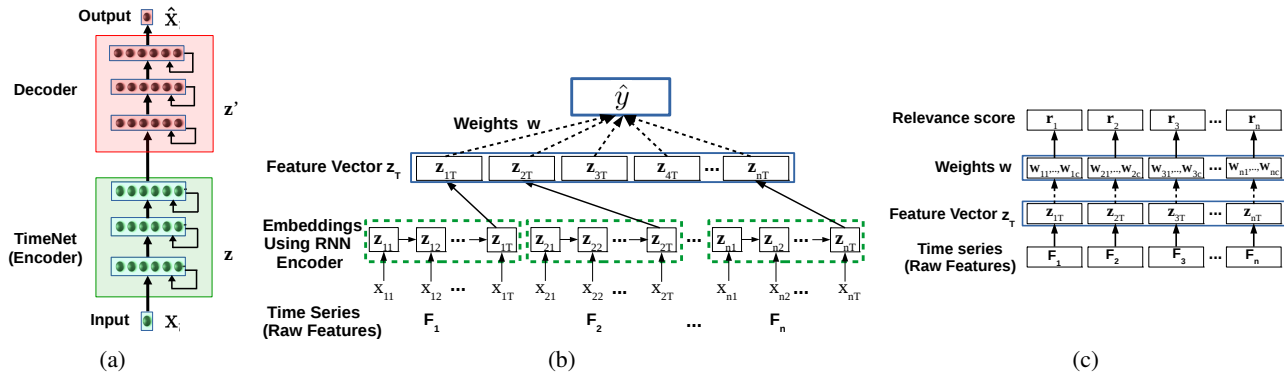 Output x̂ᵢ
Decoder
z'
TimeNet
(Encoder)
z
Input xᵢ
(a)
ŷ
Weights w
Feature Vector z_T
z_1T z_2T z_3T z_4T ... z_nT
Embeddings
Using RNN
Encoder
z_11 z_12 ... z_1T z_21 z_22 ... z_2T ... z_n1 z_n2 ... z_nT
x_11 x_12 ... x_1T x_21 x_22 ... x_2T x_n1 x_n2 ... x_nT
Time Series
(Raw Features)
F_1 F_2 ... F_n
(b)
Relevance score r_1 r_2 r_3 ... r_n
Weights w w_11...,w_1c w_21...,w_2c w_31...,w_3c ... w_n1...,w_nc
Feature Vector z_T z_1T z_2T z_3T ... z_nT
Time series
(Raw Features)
F_1 F_2 F_3 ... F_n
(c)